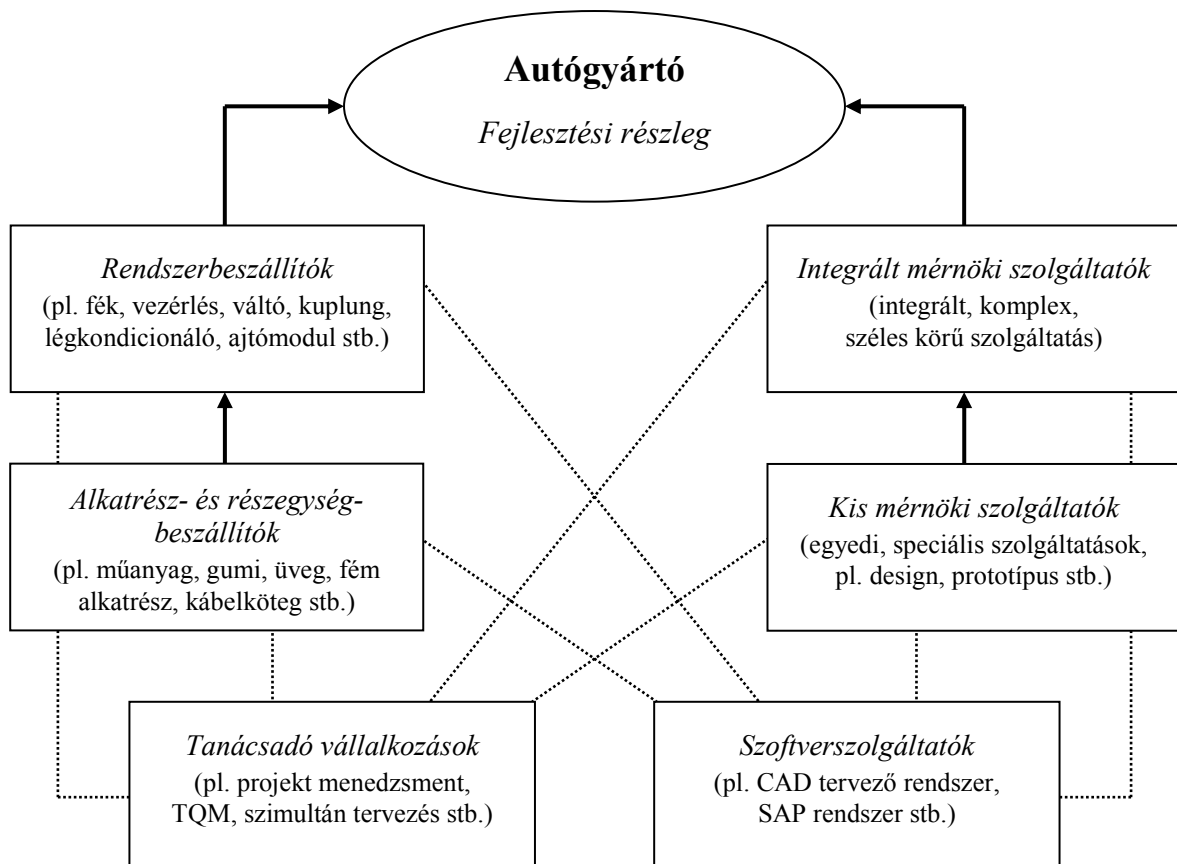 Autógyártó
Fejlesztési részleg
Rendszerbeszállítók
(pl. fék, vezérlés, váltó, kuplung,
légkondicionáló, ajtómodul stb.)
Integrált mérnöki szolgáltatók
(integrált, komplex,
széles körű szolgáltatás)
Alkatrész- és részegység-
beszállítók
(pl. műanyag, gumi, üveg, fém
alkatrész, kábelköteg stb.)
Kis mérnöki szolgáltatók
(egyedi, speciális szolgáltatások,
pl. design, prototípus stb.)
Tanácsadó vállalkozások
(pl. projekt menedzsment,
TQM, szimultán tervezés stb.)
Szoftverszolgáltatók
(pl. CAD tervező rendszer,
SAP rendszer stb.)